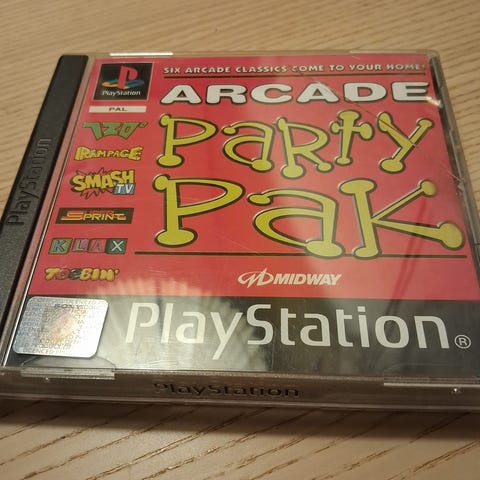 SIX ARCADE CLASSICS COME TO YOUR HOME!
PlayStation
PAL
ARCADE
PARTY
PAK
720°
RAMPAGE
SMASH
TV
SPRINT
KLAX
TOOBIN'
MIDWAY
PlayStation®
PlayStation
PlayStation